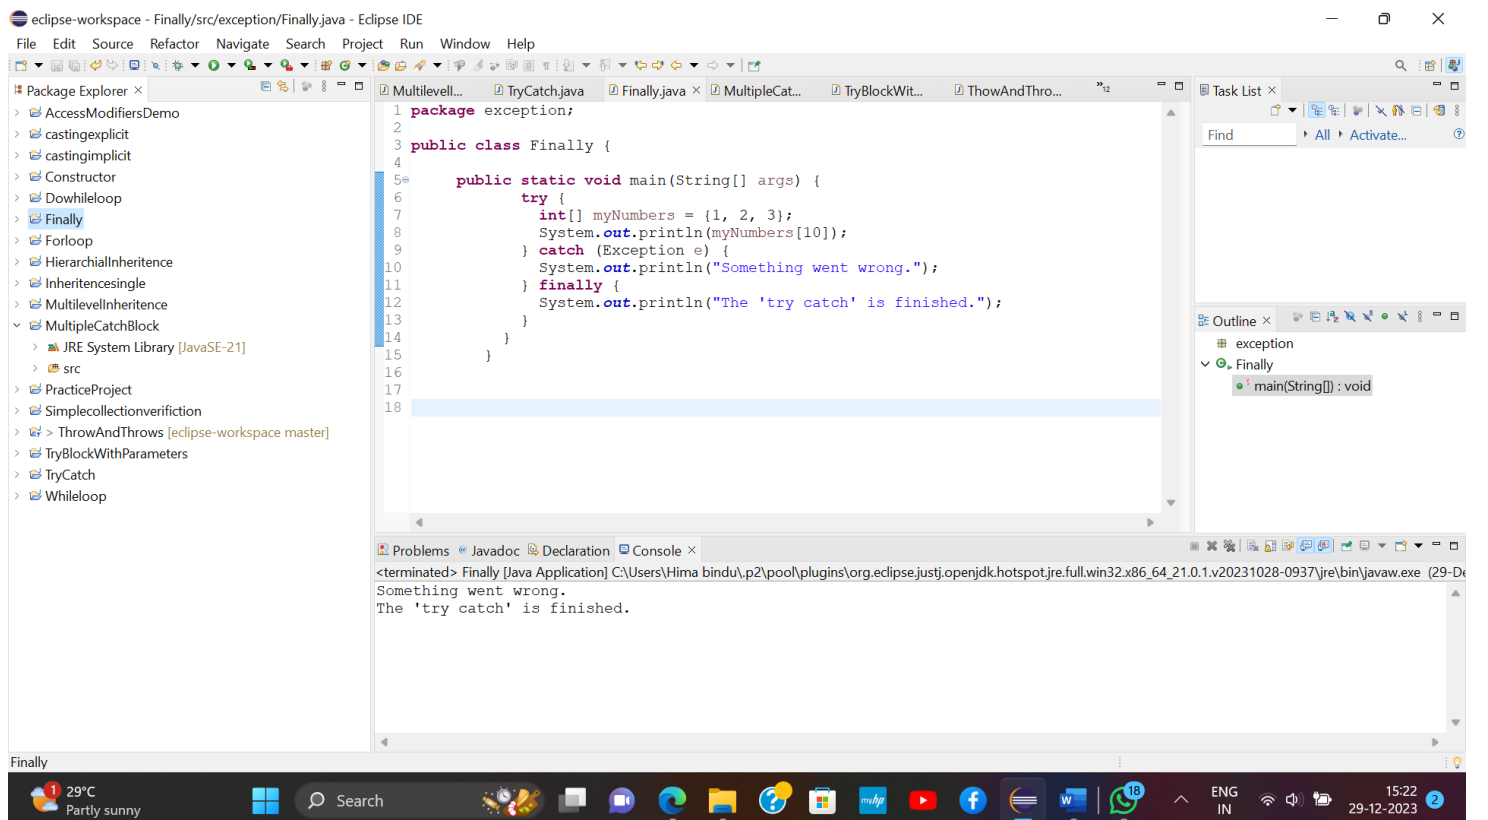 eclipse-workspace - Finally/src/exception/Finally.java - Eclipse IDE
File Edit Source Refactor Navigate Search Project Run Window Help
Package Explorer
AccessModifiersDemo
castingexplicit
castingimplicit
Constructor
Dowhileloop
Finally
Forloop
HierarchialInheritence
Inheritencesingle
MultilevelInheritence
MultipleCatchBlock
JRE System Library [JavaSE-21]
src
PracticeProject
Simplecollectionverifiction
> ThrowAndThrows [eclipse-workspace master]
TryBlockWithParameters
TryCatch
Whileloop
Multilevell... TryCatch.java Finally.java MultipleCat... TryBlockWit... ThowAndThro... »12
1 package exception;
2
3 public class Finally {
4
5 public static void main(String[] args) {
6 try {
7 int[] myNumbers = {1, 2, 3};
8 System.out.println(myNumbers[10]);
9 } catch (Exception e) {
10 System.out.println("Something went wrong.");
11 } finally {
12 System.out.println("The 'try catch' is finished.");
13 }
14 }
15 }
16
17
18
Task List
Find All Activate...
Outline
exception
Finally
main(String[]) : void
Problems Javadoc Declaration Console
<terminated> Finally [Java Application] C:\Users\Hima bindu\.p2\pool\plugins\org.eclipse.justj.openjdk.hotspot.jre.full.win32.x86_64_21.0.1.v20231028-0937\jre\bin\javaw.exe (29-De
Something went wrong.
The 'try catch' is finished.
Finally
1
29°C
Partly sunny
Search
myhp
18
ENG
IN
15:22
29-12-2023
2